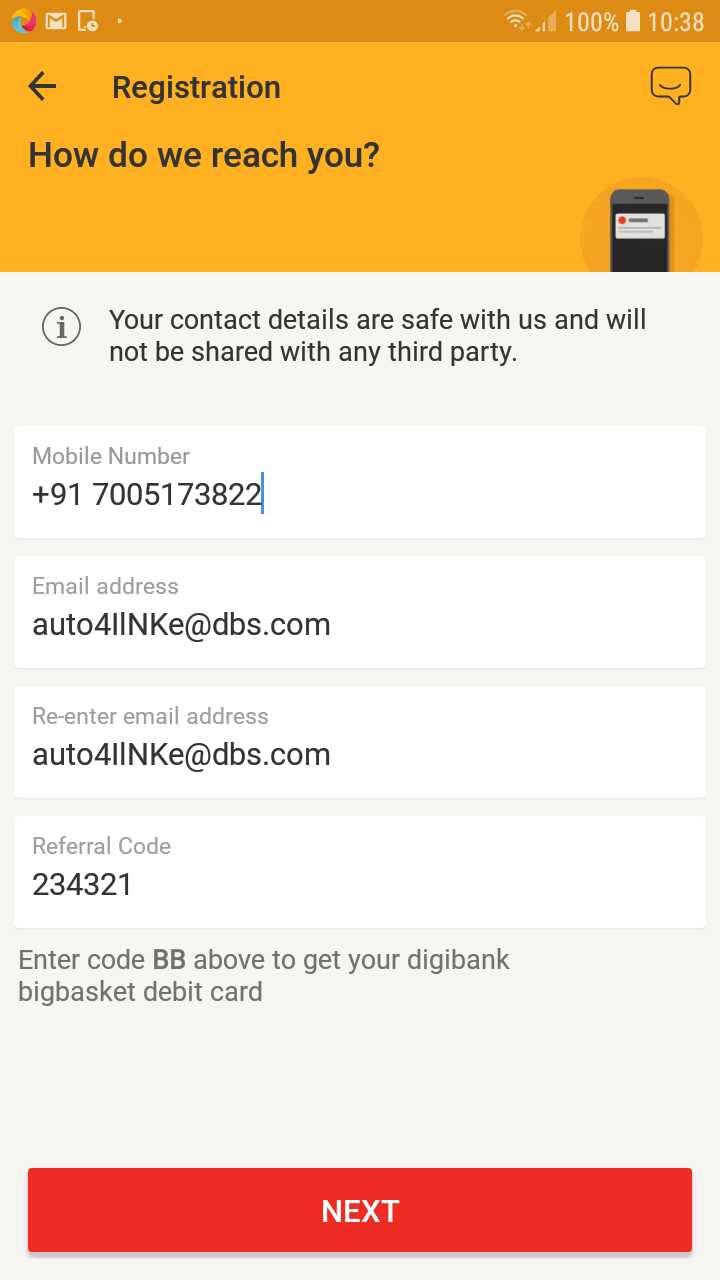 100% 10:38
Registration
How do we reach you?
Your contact details are safe with us and will
not be shared with any third party.
Mobile Number
+91 7005173822
Email address
auto4IlNKe@dbs.com
Re-enter email address
auto4IlNKe@dbs.com
Referral Code
234321
Enter code BB above to get your digibank
bigbasket debit card
NEXT